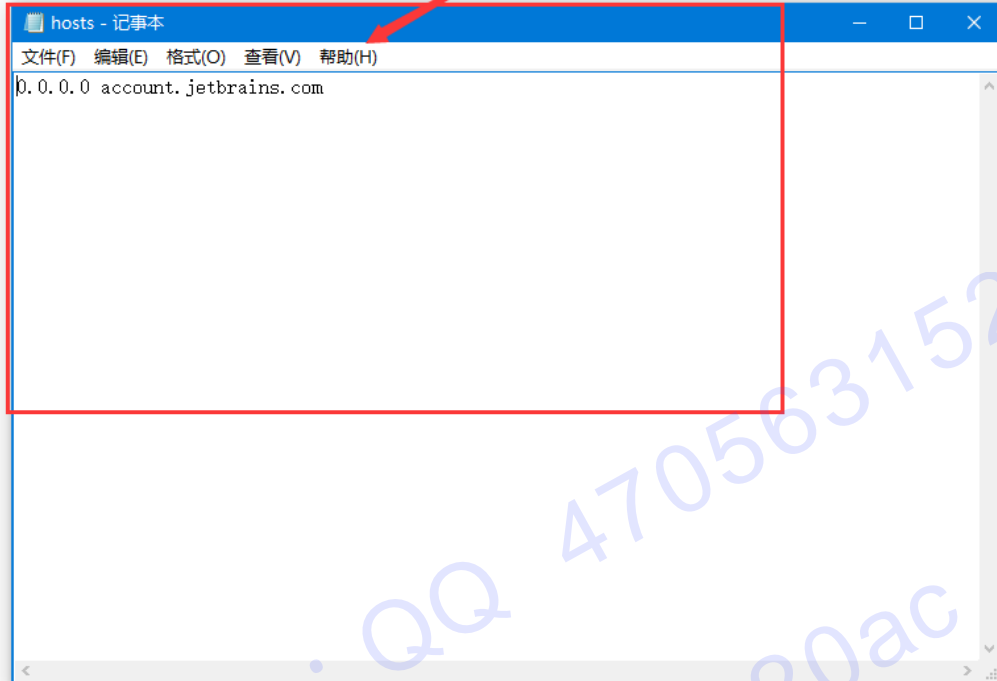 hosts - 记事本
文件(F) 编辑(E) 格式(O) 查看(V) 帮助(H)
0.0.0.0 account.jetbrains.com
: QQ 47056315
80ac